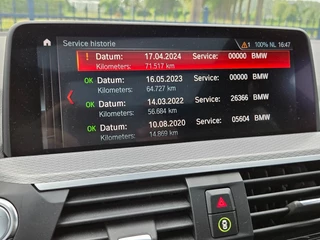 Service historie 1 100% NL 16:47
! Datum: 17.04.2024 Service: 00000 BMW
Kilometers: 71.517 km
OK Datum: 16.05.2023 Service: 00000 BMW
Kilometers: 64.727 km
OK Datum: 14.03.2022 Service: 26366 BMW
Kilometers: 56.684 km
OK Datum: 10.08.2020 Service: 05604 BMW
Kilometers: 14.869 km